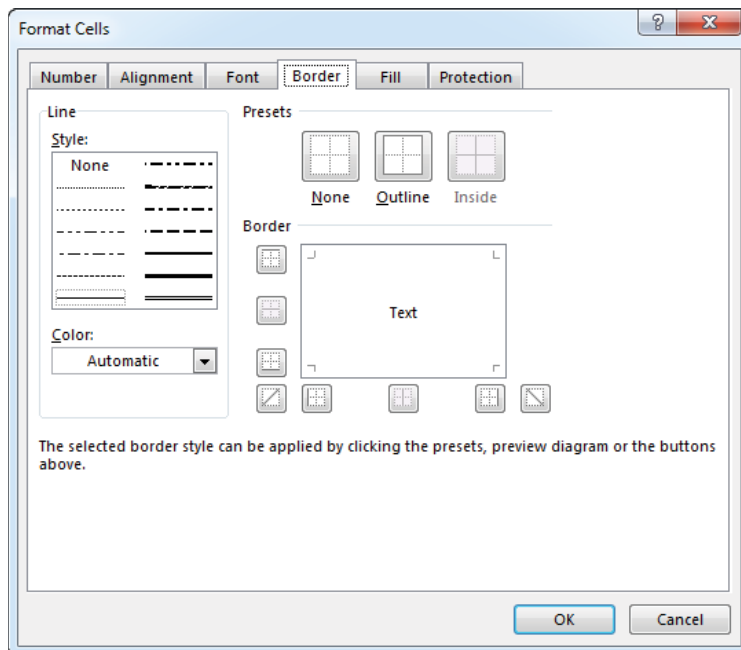 Format Cells
?
X
Number Alignment Font Border Fill Protection
Line
Presets
Style:
None
None Outline Inside
Border
Text
Color:
Automatic
The selected border style can be applied by clicking the presets, preview diagram or the buttons
above.
OK Cancel